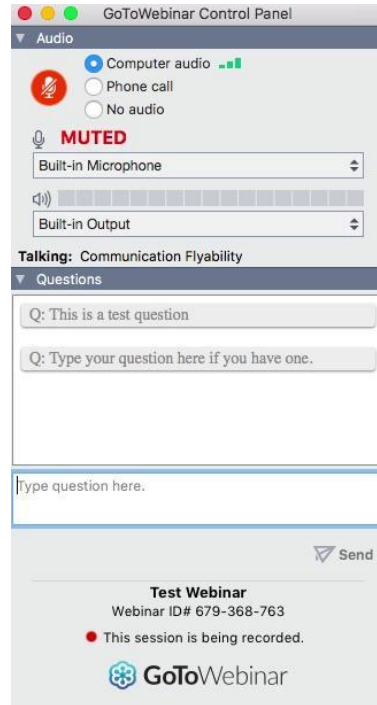 GoToWebinar Control Panel
Audio
Computer audio
Phone call
No audio
MUTED
Built-in Microphone
Built-in Output
Talking: Communication Flyability
Questions
Q: This is a test question
Q: Type your question here if you have one.
Type question here.
Send
Test Webinar
Webinar ID# 679-368-763
This session is being recorded.
GoToWebinar